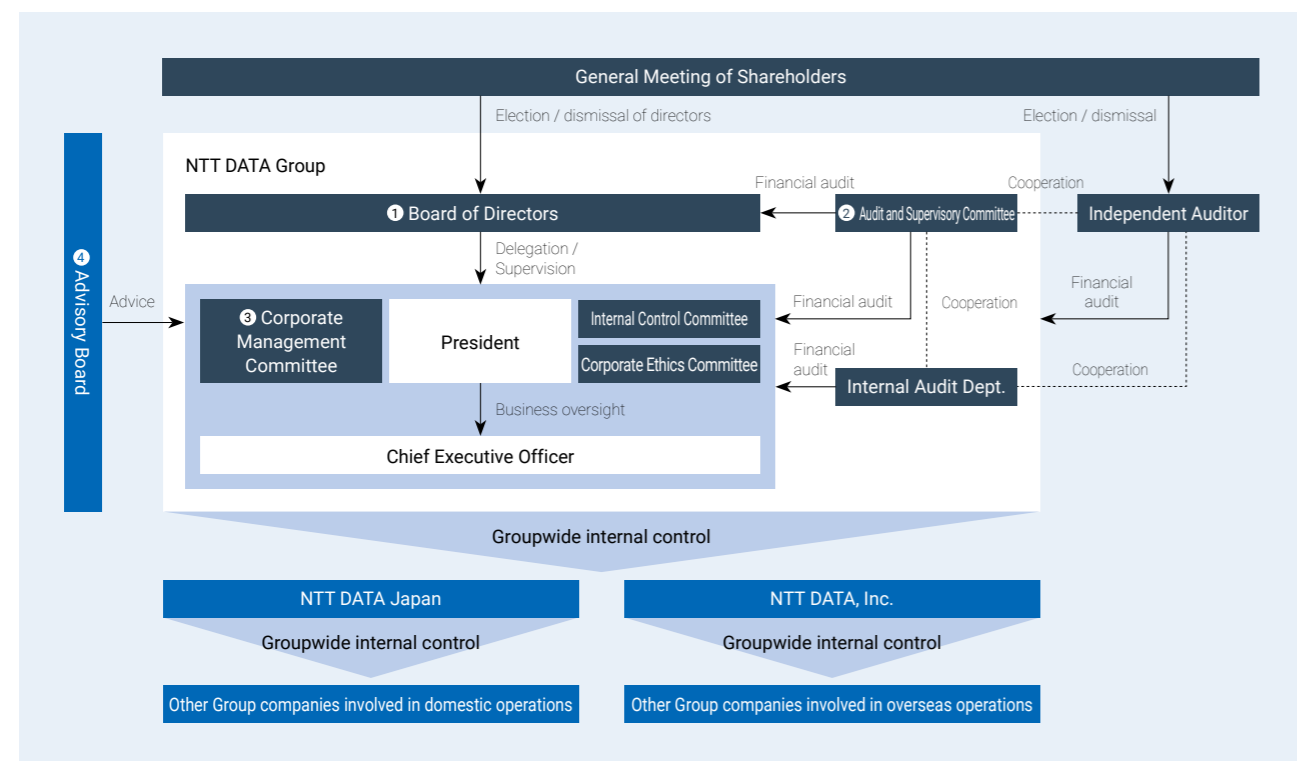 General Meeting of Shareholders
Election / dismissal of directors
Election / dismissal
NTT DATA Group
Financial audit
Cooperation
❶ Board of Directors
❷ Audit and Supervisory Committee
Independent Auditor
Delegation /
Supervision
❹ Advisory Board
Advice
❸ Corporate
Management
Committee
President
Internal Control Committee
Corporate Ethics Committee
Financial audit
Cooperation
Financial
audit
Financial
audit
Internal Audit Dept.
Cooperation
Business oversight
Chief Executive Officer
Groupwide internal control
NTT DATA Japan
NTT DATA, Inc.
Groupwide internal control
Groupwide internal control
Other Group companies involved in domestic operations
Other Group companies involved in overseas operations